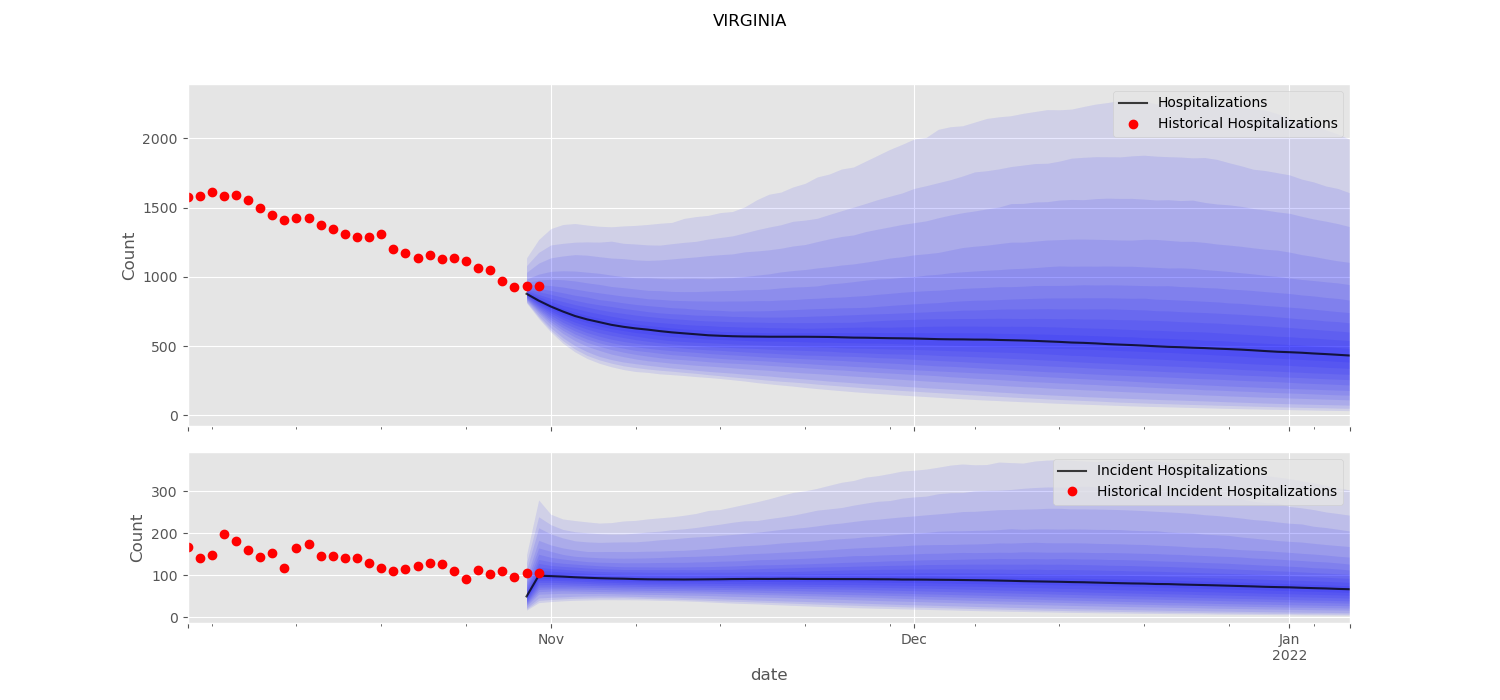 VIRGINIA
Hospitalizations
Historical Hospitalizations
Count
2000
1500
1000
500
0
Incident Hospitalizations
Historical Incident Hospitalizations
Count
300
200
100
0
Nov
Dec
Jan
2022
date